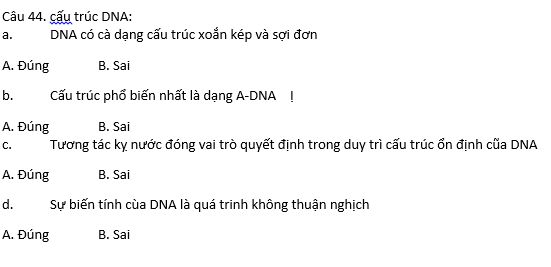 Câu 44. cấu trúc DNA:
a. DNA có cà dạng cấu trúc xoắn kép và sợi đơn
A. Đúng B. Sai
b. Cấu trúc phổ biến nhất là dạng A-DNA
A. Đúng B. Sai
c. Tương tác kỵ nước đóng vai trò quyết định trong duy trì cấu trúc ổn định cũa DNA
A. Đúng B. Sai
d. Sự biến tính cùa DNA là quá trinh không thuận nghịch
A. Đúng B. Sai